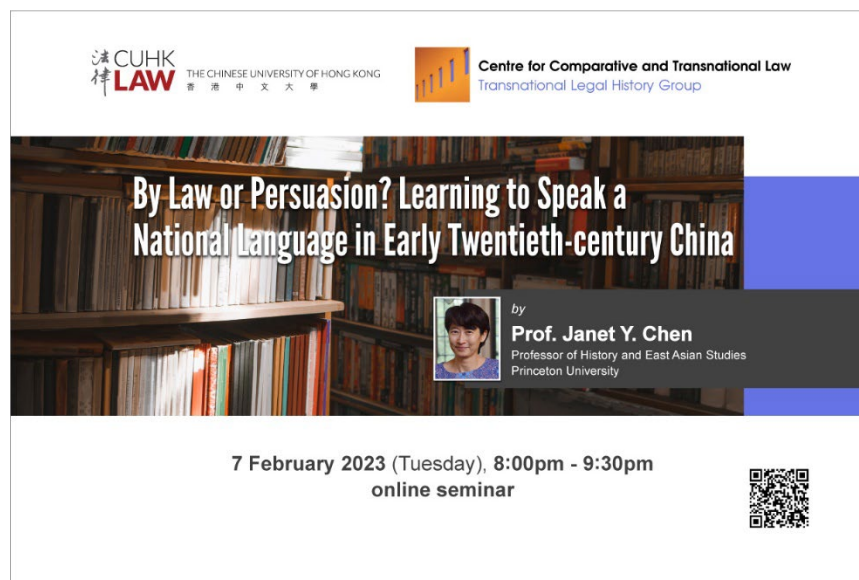 法律 CUHK LAW
THE CHINESE UNIVERSITY OF HONG KONG
香港中文大學
Centre for Comparative and Transnational Law
Transnational Legal History Group
By Law or Persuasion? Learning to Speak a
National Language in Early Twentieth-century China
by
Prof. Janet Y. Chen
Professor of History and East Asian Studies
Princeton University
7 February 2023 (Tuesday), 8:00pm - 9:30pm
online seminar